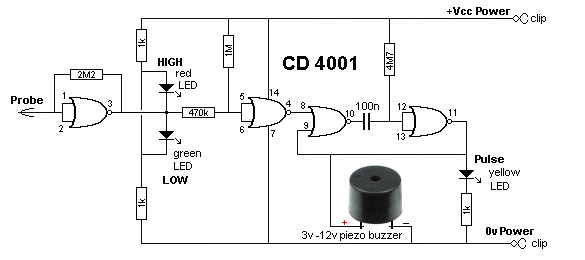 +Vcc Power
clip
1k
HIGH
red
LED
1M
CD 4001
4M7
2M2
Probe
1
2
3
470k
5
6
14
4
7
8
9
10
100n
12
13
11
green
LED
LOW
1k
Pulse
yellow
LED
1k
+
–
3v -12v piezo buzzer
0v Power
clip